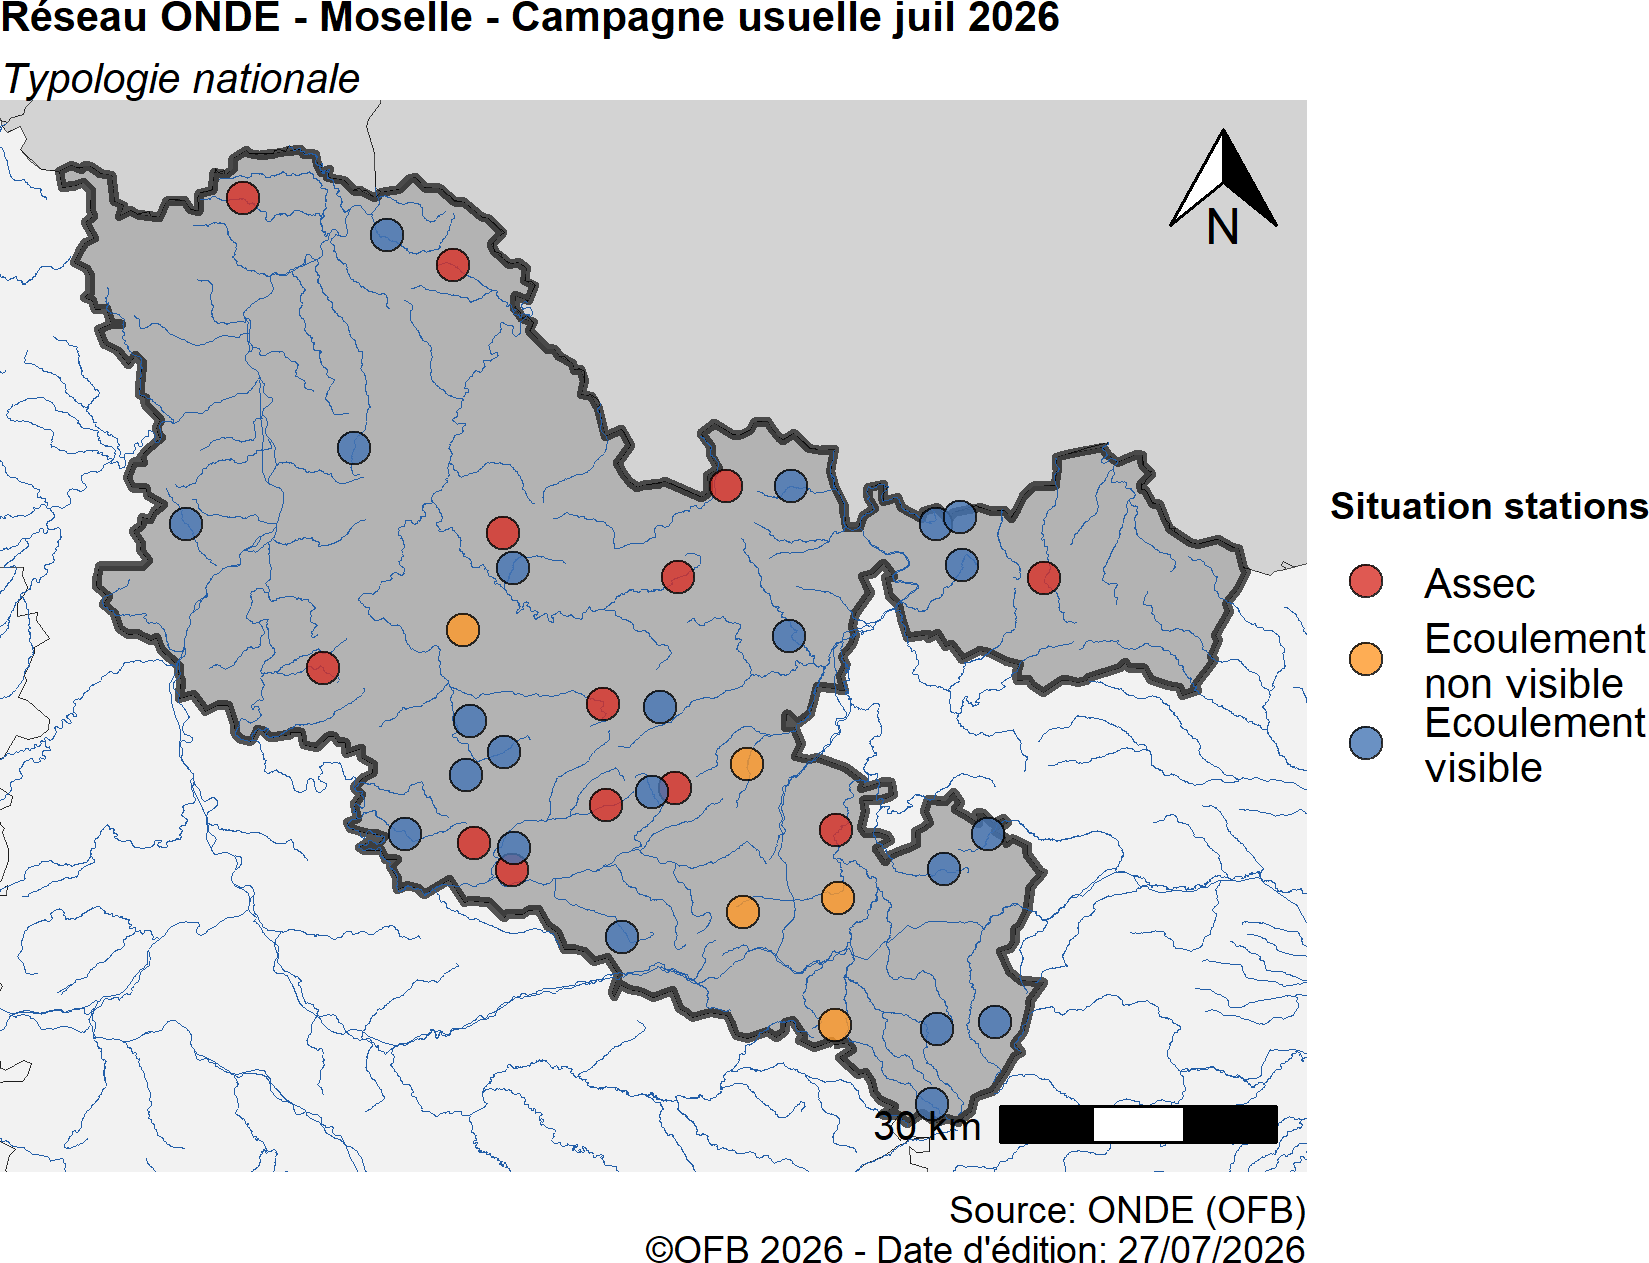 Réseau ONDE - Moselle - Campagne usuelle juil 2026
Typologie nationale
N
Situation stations
Assec
Ecoulement
non visible
Ecoulement
visible
30 km
Source: ONDE (OFB)
©OFB 2026 - Date d'édition: 27/07/2026